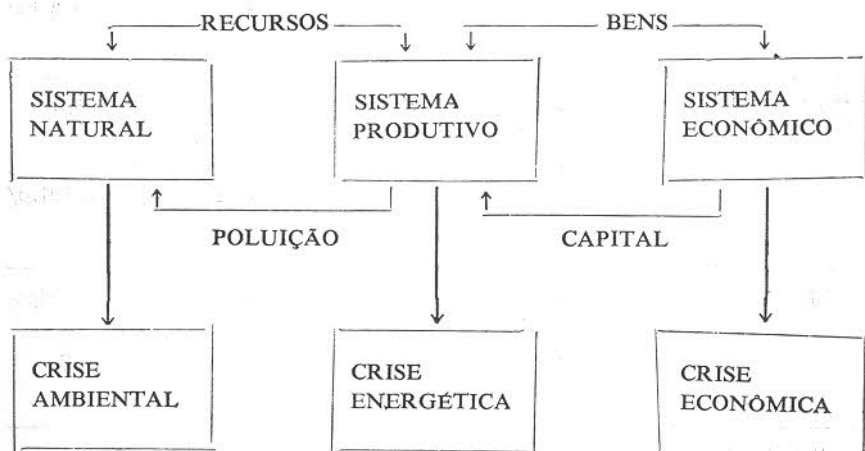 RECURSOS
BENS
SISTEMA
NATURAL
SISTEMA
PRODUTIVO
SISTEMA
ECONÔMICO
POLUIÇÃO
CAPITAL
CRISE
AMBIENTAL
CRISE
ENERGÉTICA
CRISE
ECONÔMICA